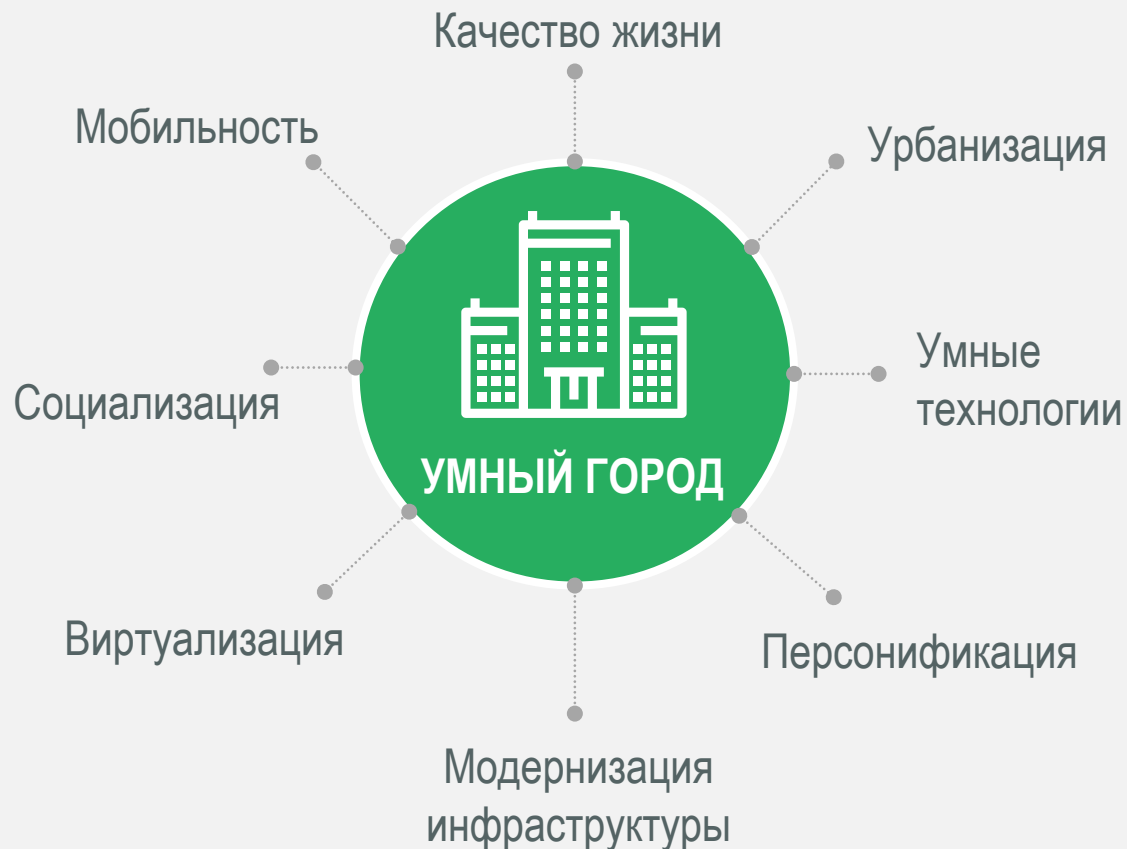 Качество жизни
Мобильность
Урбанизация
Умные
технологии
Социализация
УМНЫЙ ГОРОД
Виртуализация
Персонификация
Модернизация
инфраструктуры